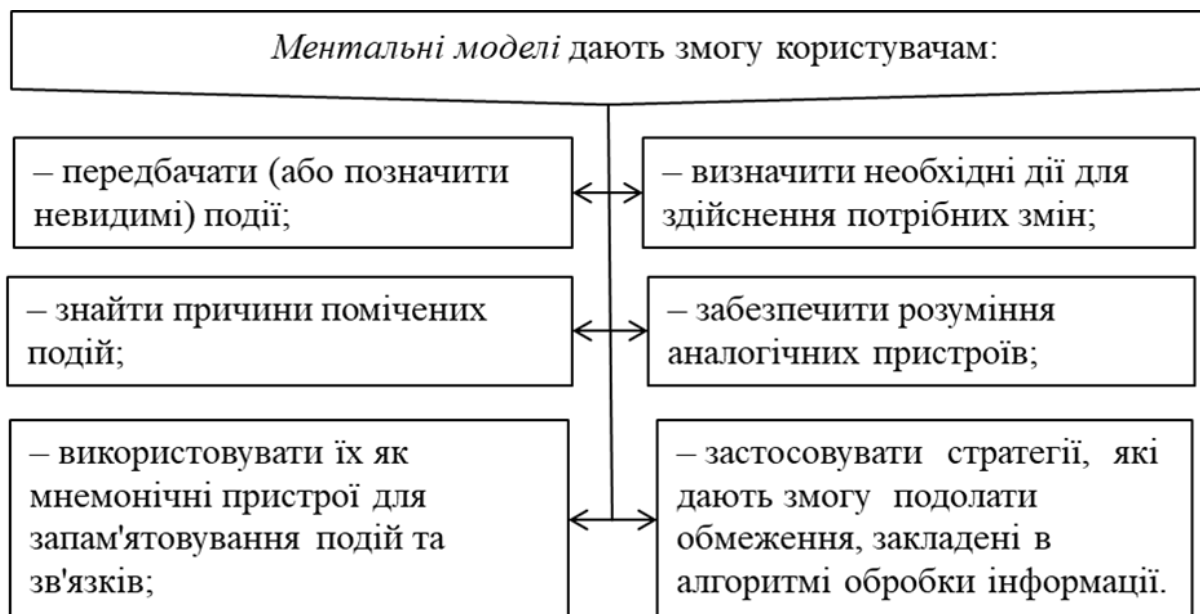 Ментальні моделі дають змогу користувачам:
– передбачати (або позначити
невидимі) події;
– визначити необхідні дії для
здійснення потрібних змін;
– знайти причини помічених
подій;
– забезпечити розуміння
аналогічних пристроїв;
– використовувати їх як
мнемонічні пристрої для
запам'ятовування подій та
зв'язків;
– застосовувати стратегії, які
дають змогу подолати
обмеження, закладені в
алгоритмі обробки інформації.